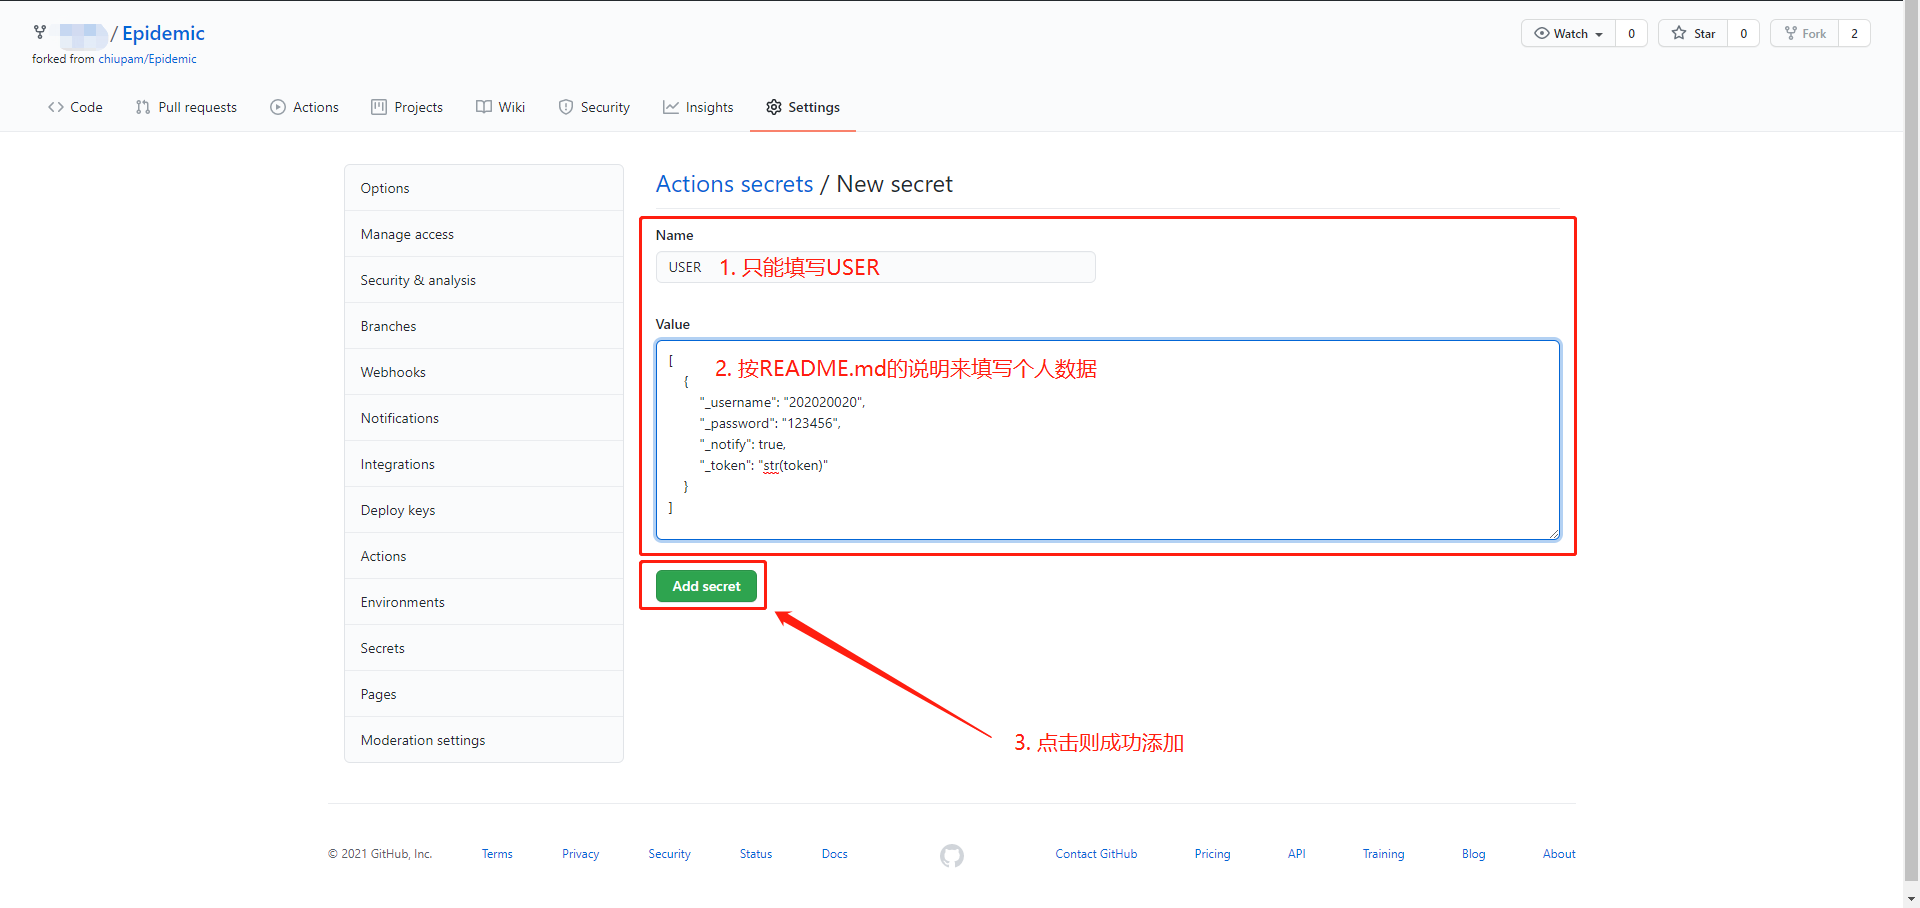 / Epidemic
forked from chiupam/Epidemic
Watch 0 Star 0 Fork 2
Code Pull requests Actions Projects Wiki Security Insights Settings
Options
Manage access
Security & analysis
Branches
Webhooks
Notifications
Integrations
Deploy keys
Actions
Environments
Secrets
Pages
Moderation settings
Actions secrets / New secret
Name
USER 1. 只能填写USER
Value
[
2. 按README.md的说明来填写个人数据
{
"_username": "202020020",
"_password": "123456",
"_notify": true,
"_token": "str(token)"
}
]
Add secret
3. 点击则成功添加
© 2021 GitHub, Inc. Terms Privacy Security Status Docs Contact GitHub Pricing API Training Blog About